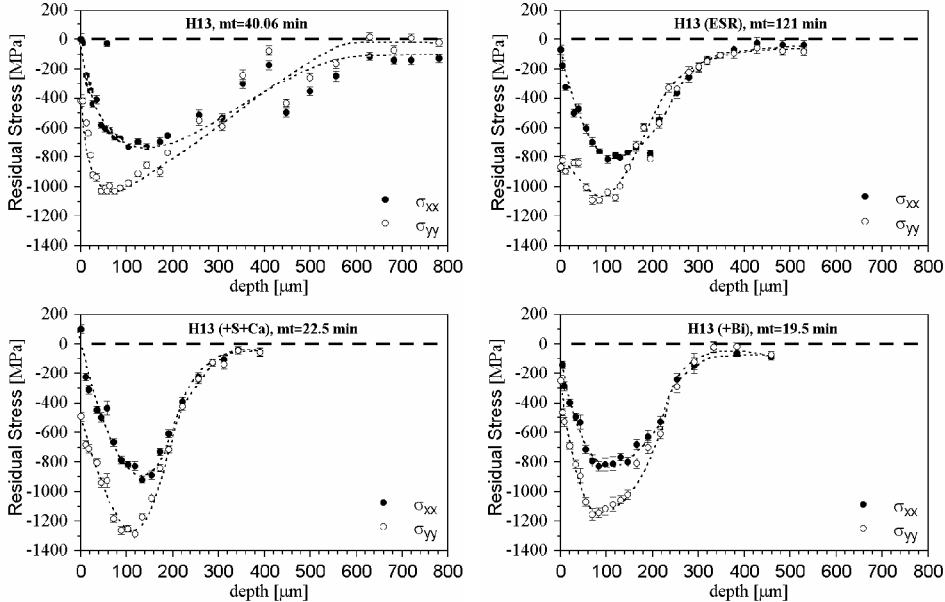 H13, mt=40.06 min
Residual Stress [MPa]
200
0
-200
-400
-600
-800
-1000
-1200
-1400
σxx
σyy
0 100 200 300 400 500 600 700 800
depth [μm]
H13 (ESR), mt=121 min
Residual Stress [MPa]
200
0
-200
-400
-600
-800
-1000
-1200
-1400
σxx
σyy
0 100 200 300 400 500 600 700 800
depth [μm]
H13 (+S+Ca), mt=22.5 min
Residual Stress [MPa]
200
0
-200
-400
-600
-800
-1000
-1200
-1400
σxx
σyy
0 100 200 300 400 500 600 700 800
depth [μm]
H13 (+Bi), mt=19.5 min
Residual Stress [MPa]
200
0
-200
-400
-600
-800
-1000
-1200
-1400
σxx
σyy
0 100 200 300 400 500 600 700 800
depth [μm]